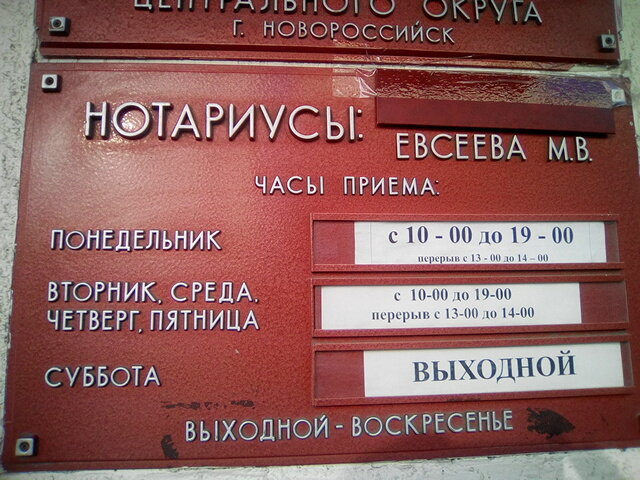 ЦЕНТРАЛЬНОГО ОКРУГА
Г. НОВОРОССИЙСК
НОТАРИУСЫ:
ЕВСЕЕВА М.В.
ЧАСЫ ПРИЕМА:
ПОНЕДЕЛЬНИК
с 10 - 00 до 19 - 00
перерыв с 13 - 00 до 14 – 00
ВТОРНИК, СРЕДА,
ЧЕТВЕРГ, ПЯТНИЦА
с 10-00 до 19-00
перерыв с 13-00 до 14-00
СУББОТА
ВЫХОДНОЙ
ВЫХОДНОЙ - ВОСКРЕСЕНЬЕ